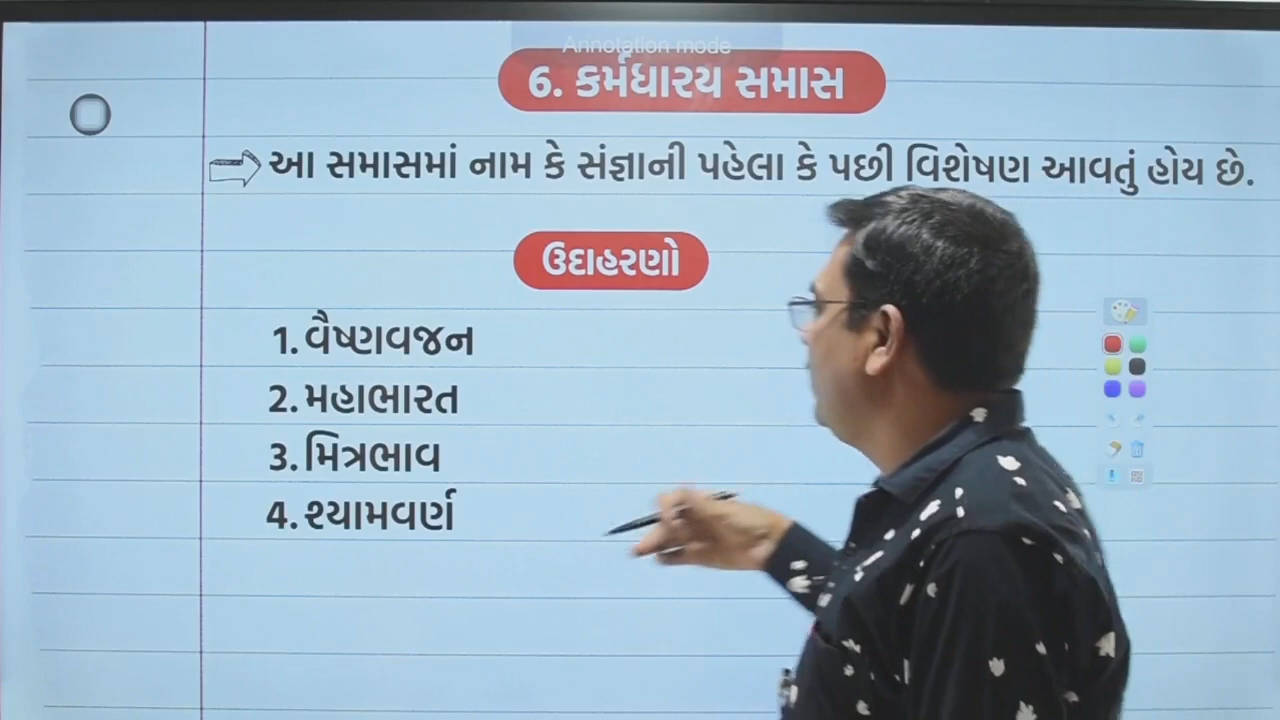 Annotation mode
6. કર્મધારય સમાસ
આ સમાસમાં નામ કે સંજ્ઞાની પહેલા કે પછી વિશેષણ આવતું હોય છે.
ઉદાહરણો
1. વૈષ્ણવજન
2. મહાભારત
3. મિત્રભાવ
4. શ્યામવર્ણ